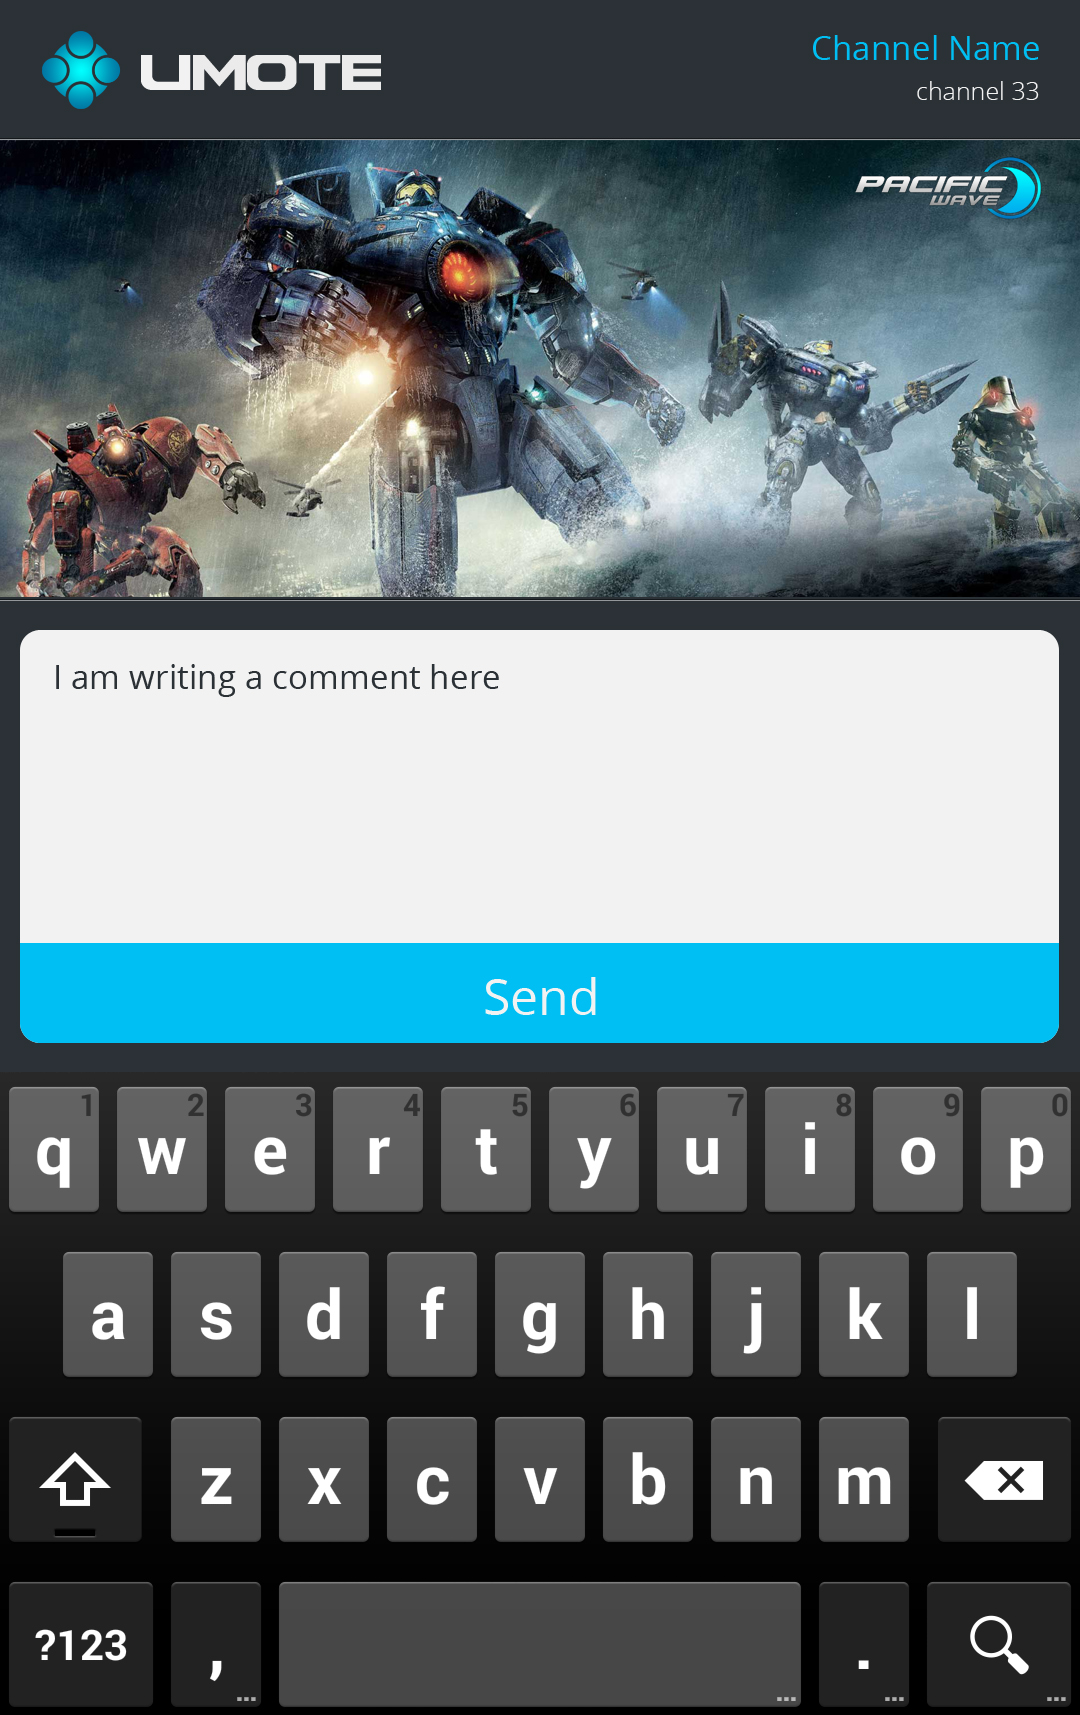 UMOTE
Channel Name
channel 33
PACIFIC
WAVE
I am writing a comment here
Send
1 2 3 4 5 6 7 8 9 0
q w e r t y u i o p
a s d f g h j k l
z x c v b n m
?123 , .